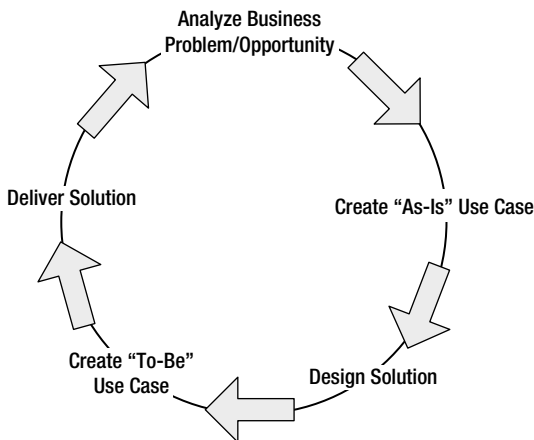 Analyze Business
Problem/Opportunity
Create “As-Is” Use Case
Design Solution
Create “To-Be”
Use Case
Deliver Solution